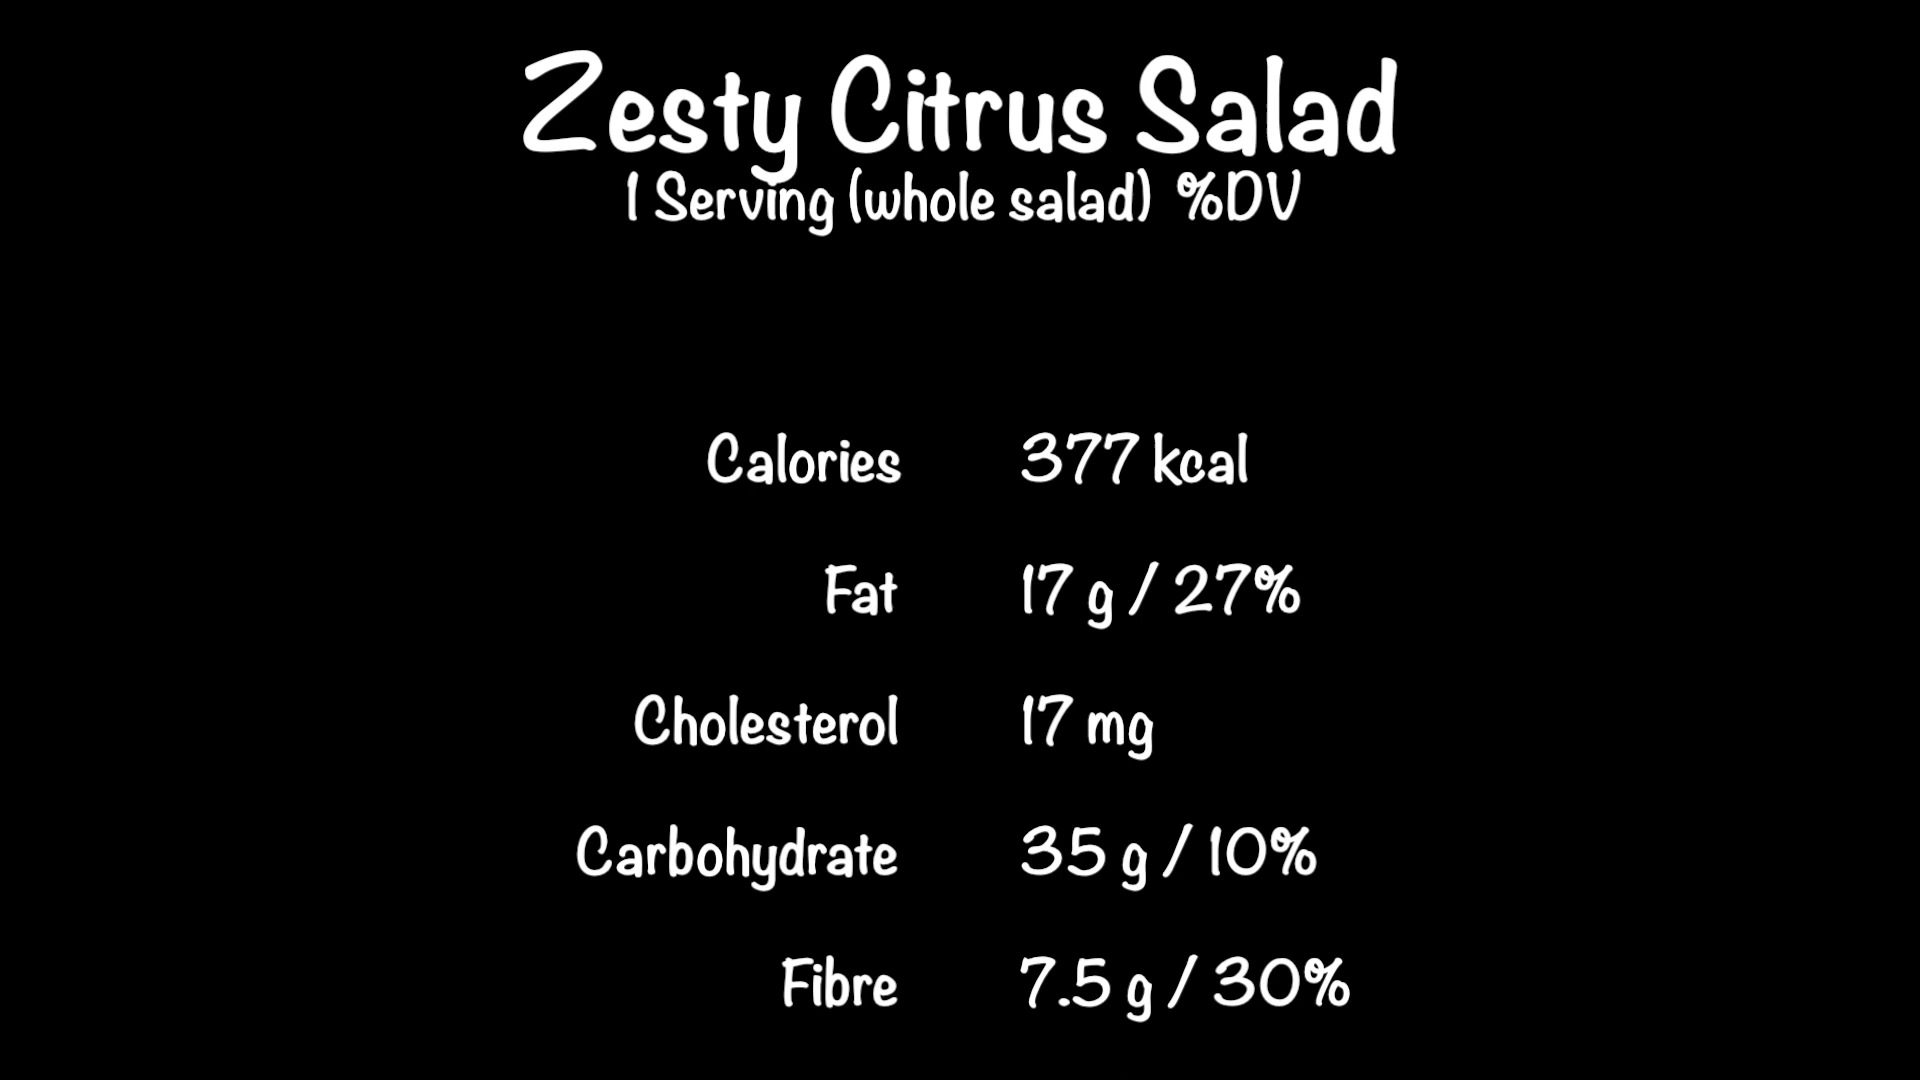 Zesty Citrus Salad
1 Serving (whole salad) %DV
Calories 377 kcal
Fat 17 g / 27%
Cholesterol 17 mg
Carbohydrate 35 g / 10%
Fibre 7.5 g / 30%